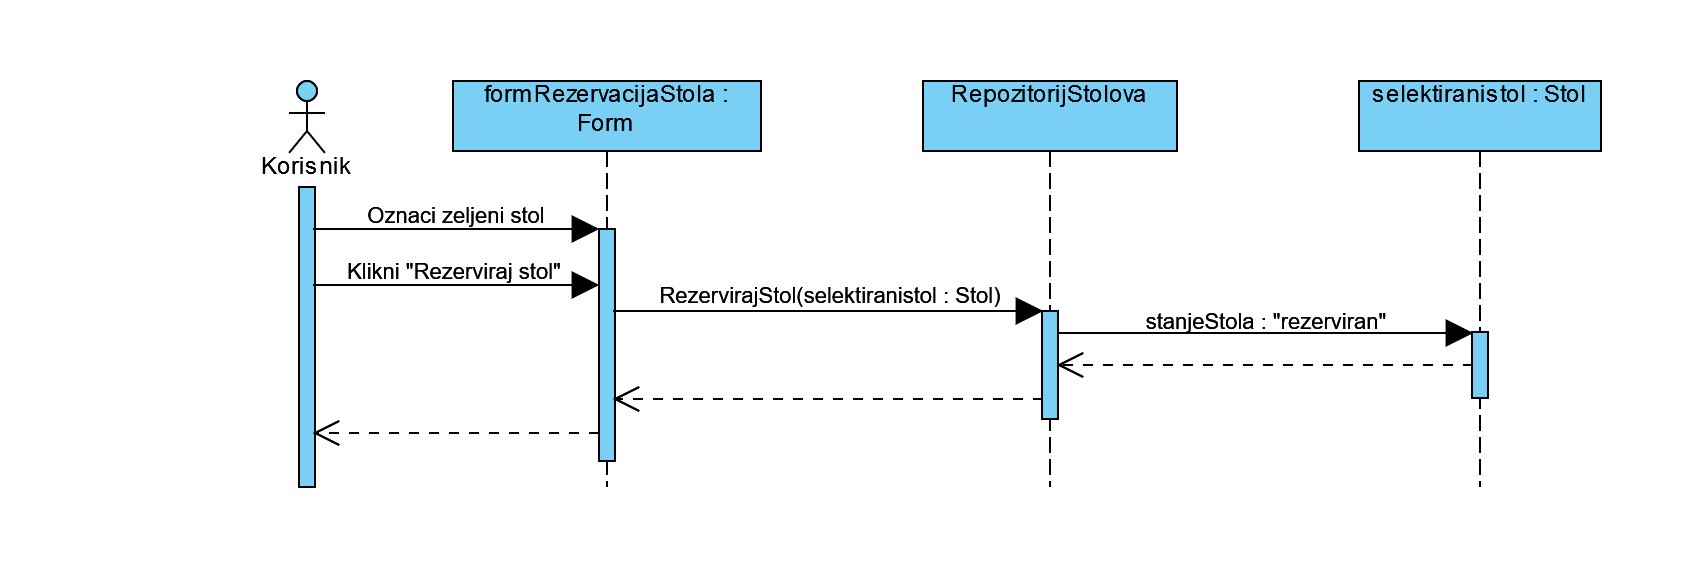 formRezervacijaStola :
Form
RepozitorijStolova
selektiranistol : Stol
Korisnik
Oznaci zeljeni stol
Klikni "Rezerviraj stol"
RezervirajStol(selektiranistol : Stol)
stanjeStola : "rezerviran"